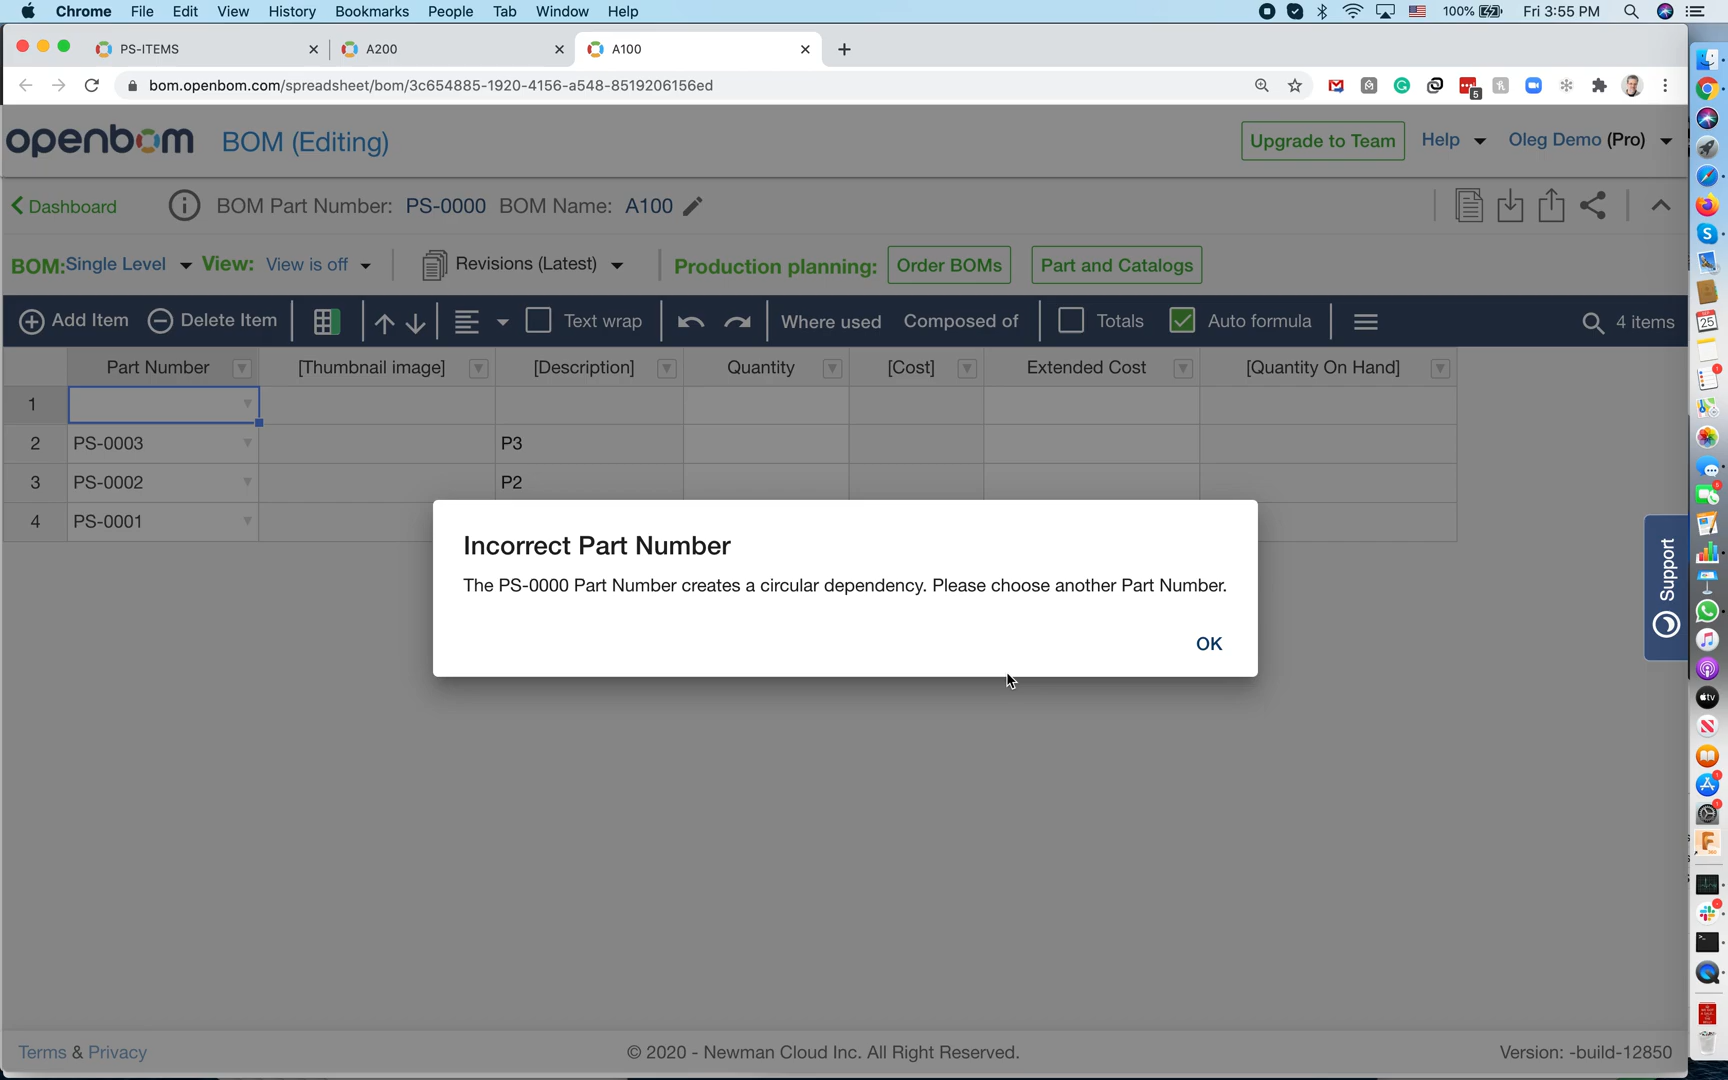 Chrome File Edit View History Bookmarks People Tab Window Help 100% Fri 3:55 PM
PS-ITEMS A200 A100
bom.openbom.com/spreadsheet/bom/3c654885-1920-4156-a548-8519206156ed 5
openbom BOM (Editing) Upgrade to Team Help Oleg Demo (Pro)
Dashboard BOM Part Number: PS-0000 BOM Name: A100
BOM:Single Level View: View is off Revisions (Latest) Production planning: Order BOMs Part and Catalogs
Add Item Delete Item Text wrap Where used Composed of Totals Auto formula 4 items
Part Number [Thumbnail image] [Description] Quantity [Cost] Extended Cost [Quantity On Hand]
1
2 PS-0003 P3
3 PS-0002 P2
4 PS-0001
Incorrect Part Number
The PS-0000 Part Number creates a circular dependency. Please choose another Part Number.
OK
Support
25
tv
Terms & Privacy © 2020 - Newman Cloud Inc. All Right Reserved. Version: -build-12850